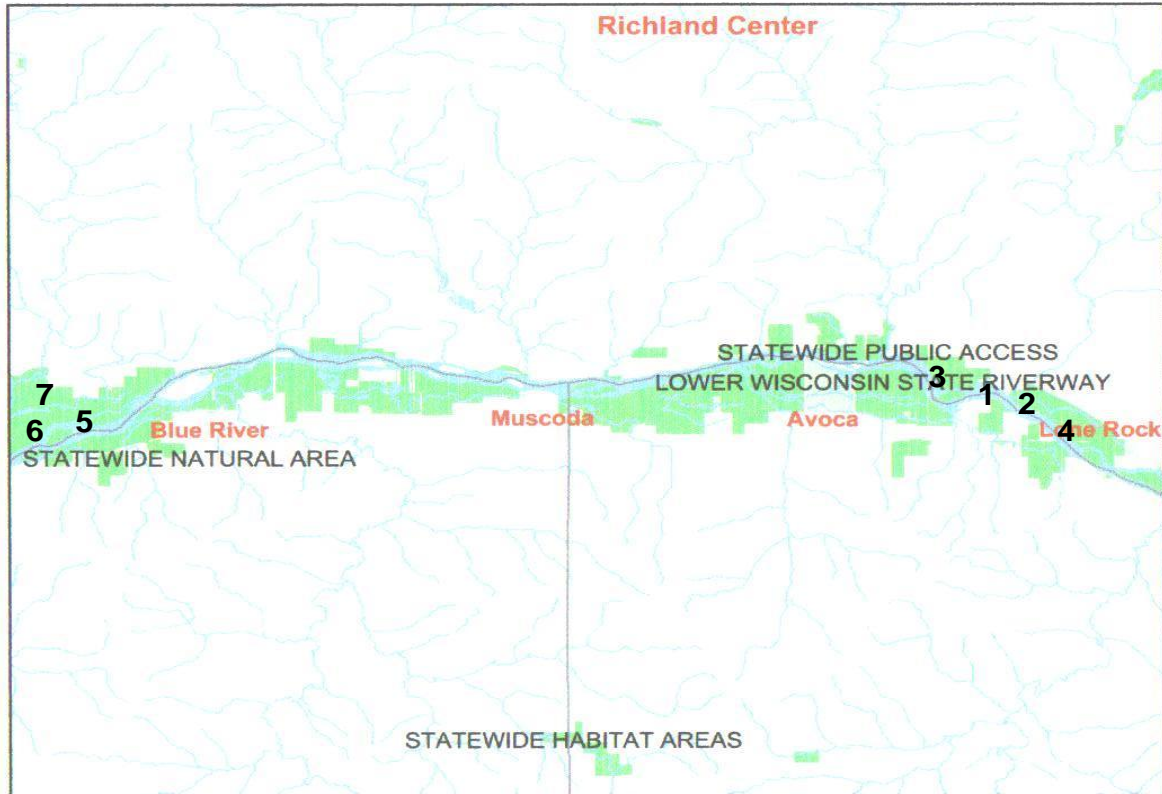 Richland Center
STATEWIDE PUBLIC ACCESS
3
LOWER WISCONSIN STATE RIVERWAY
7
1
2
5
Muscoda
Avoca
6
Blue River
4
Lone Rock
STATEWIDE NATURAL AREA
STATEWIDE HABITAT AREAS